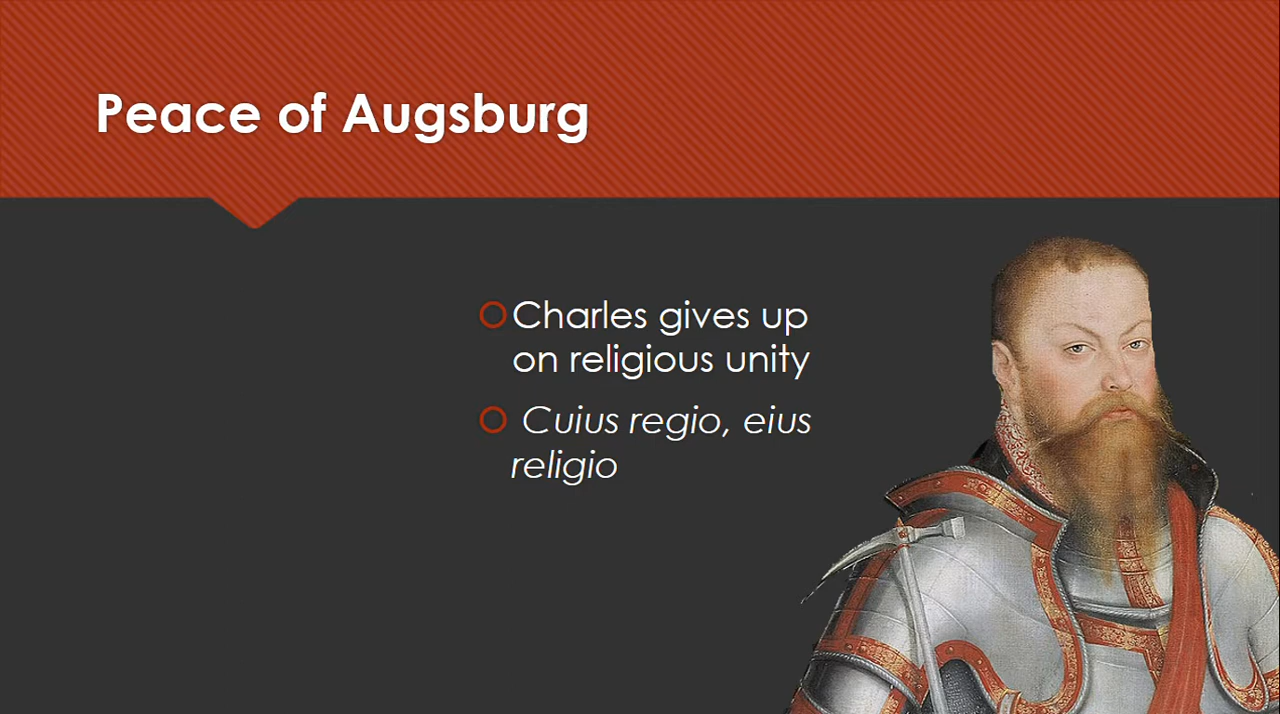 Peace of Augsburg
Charles gives up
on religious unity
Cuius regio, eius
religio